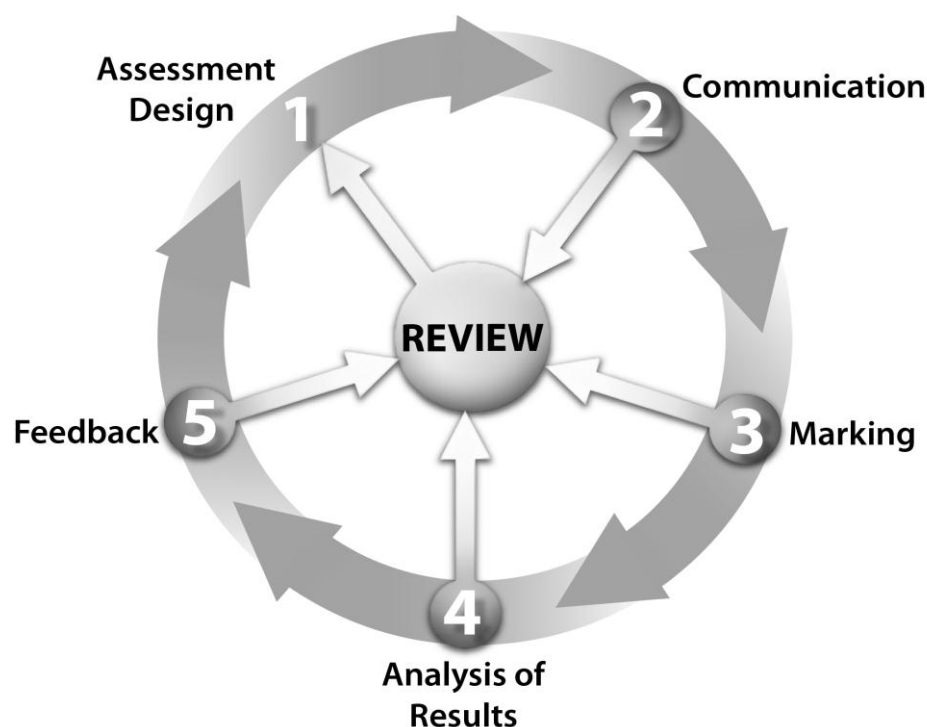 Assessment
Design
1
2
Communication
REVIEW
Feedback
5
3
Marking
4
Analysis of
Results